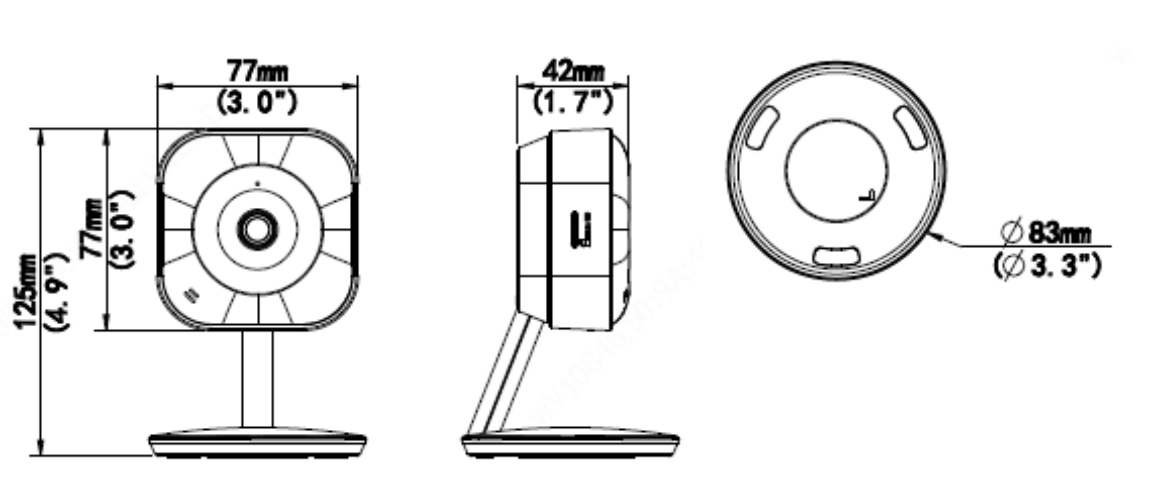 77mm
(3.0")
42mm
(1.7")
77mm
(3.0")
125mm
(4.9")
Ø 83mm
(Ø 3.3")